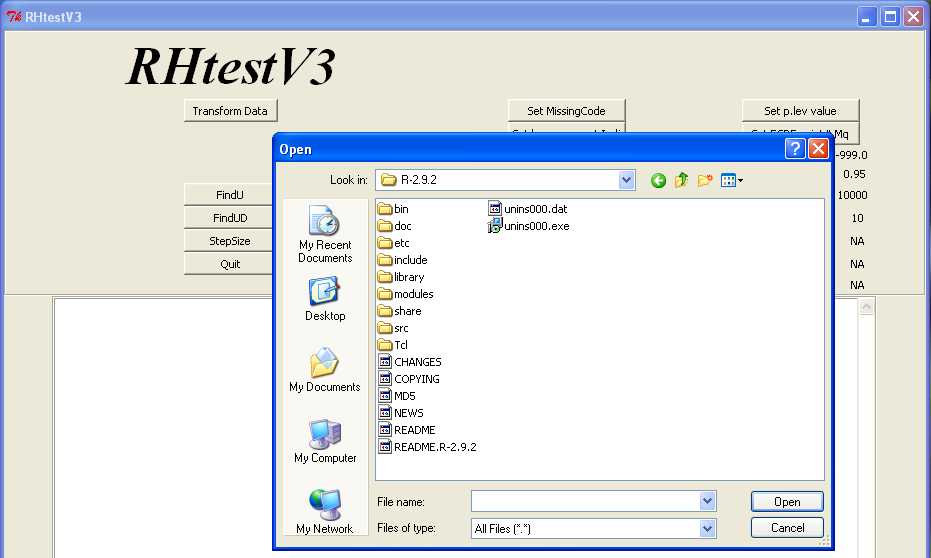 RHtestV3
RHtestV3
Transform Data
Set MissingCode
Set p.lev value
Mq
Open
Look in:
R-2.9.2
-999.0
0.95
FindU
10000
FindUD
10
StepSize
NA
Quit
NA
NA
My Recent
Documents
Desktop
My Documents
My Computer
My Network
bin
doc
etc
include
library
modules
share
src
Tcl
CHANGES
COPYING
MD5
NEWS
README
README.R-2.9.2
unins000.dat
unins000.exe
File name:
Open
Files of type:
All Files (*.*)
Cancel